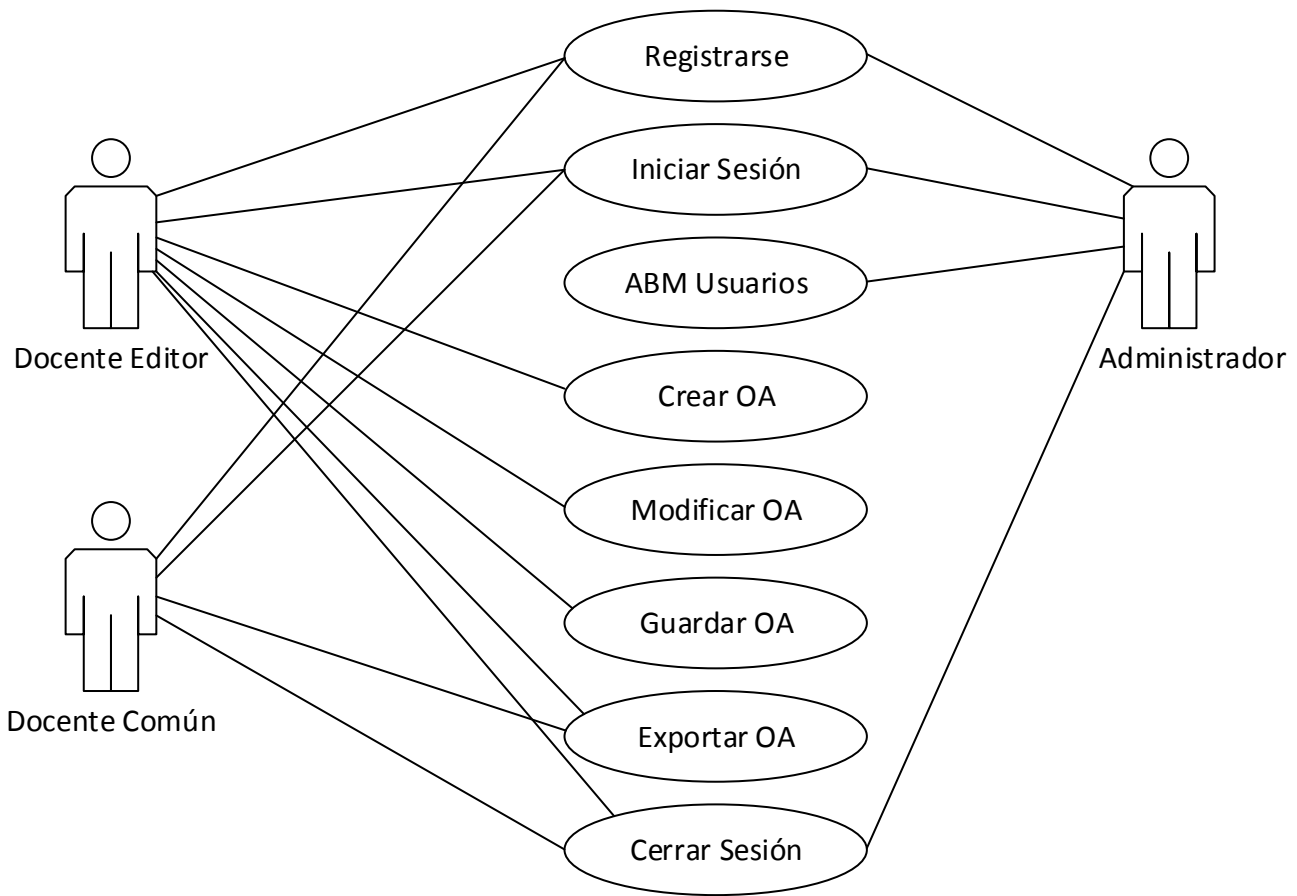 Registrarse
Iniciar Sesión
ABM Usuarios
Docente Editor
Administrador
Crear OA
Modificar OA
Guardar OA
Docente Común
Exportar OA
Cerrar Sesión